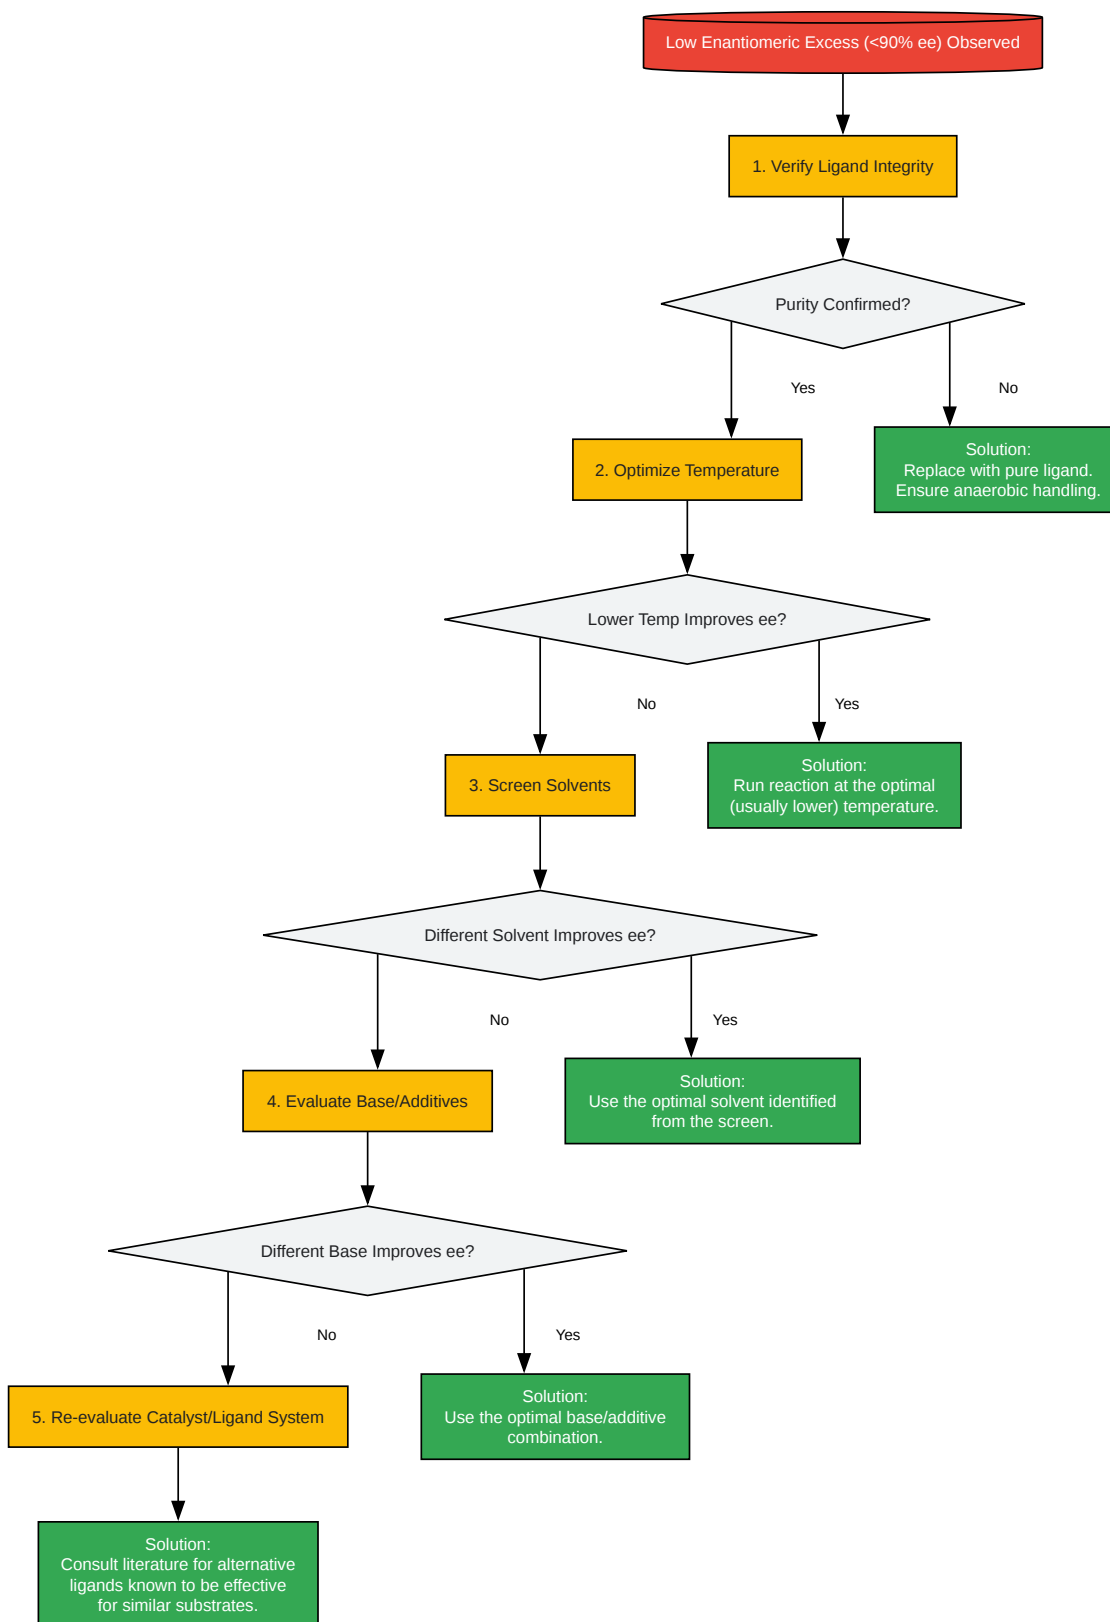 Low Enantiomeric Excess (<90% ee) Observed
1. Verify Ligand Integrity
Purity Confirmed?
Yes
No
2. Optimize Temperature
Solution:
Replace with pure ligand.
Ensure anaerobic handling.
Lower Temp Improves ee?
No
Yes
3. Screen Solvents
Solution:
Run reaction at the optimal
(usually lower) temperature.
Different Solvent Improves ee?
No
Yes
4. Evaluate Base/Additives
Solution:
Use the optimal solvent identified
from the screen.
Different Base Improves ee?
No
Yes
5. Re-evaluate Catalyst/Ligand System
Solution:
Use the optimal base/additive
combination.
Solution:
Consult literature for alternative
ligands known to be effective
for similar substrates.